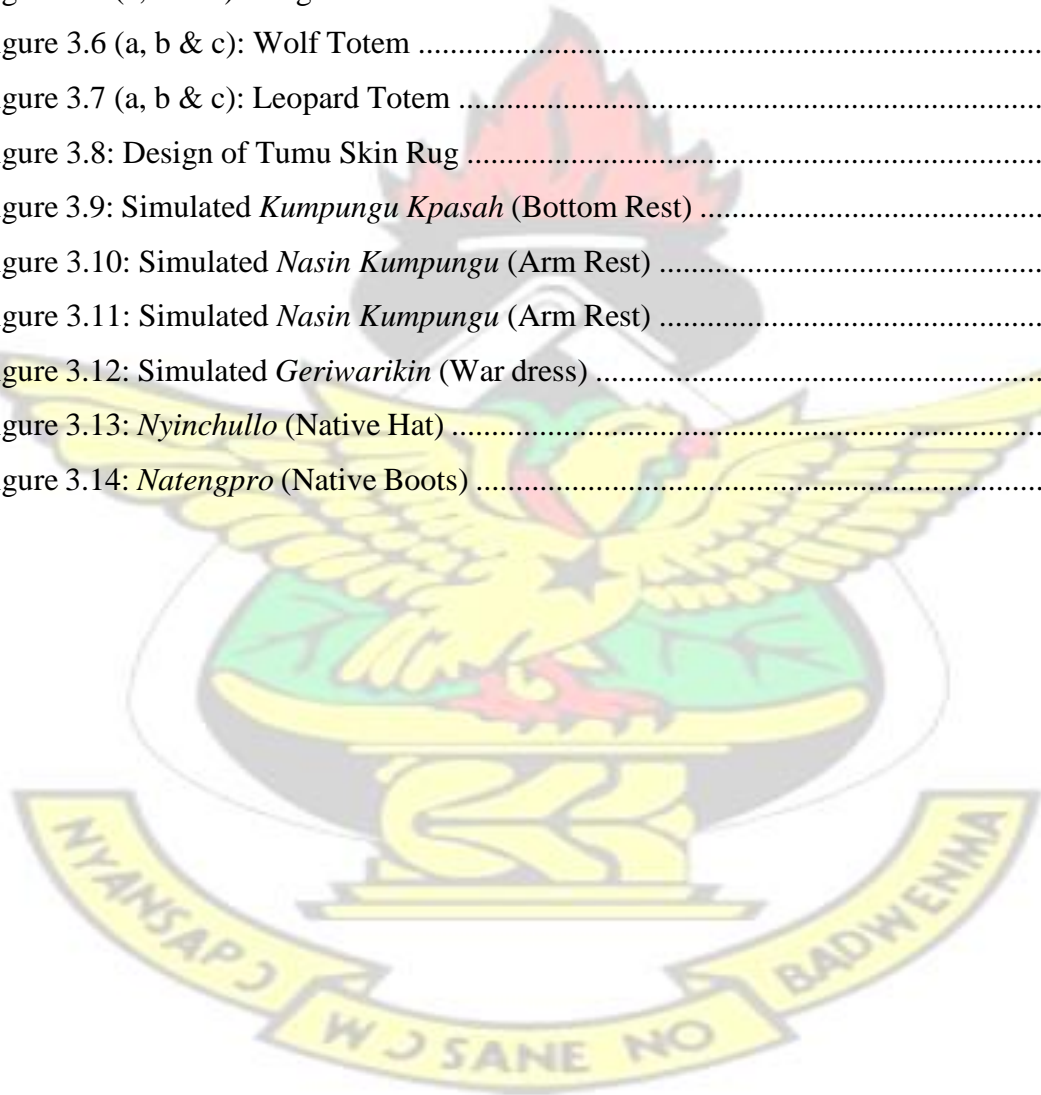 gure 3.6 (a, b & c): Wolf Totem ........................................................................
gure 3.7 (a, b & c): Leopard Totem ........................................................................
gure 3.8: Design of Tumu Skin Rug ........................................................................
gure 3.9: Simulated Kumpungu Kpasah (Bottom Rest) ..................................................
gure 3.10: Simulated Nasin Kumpungu (Arm Rest) ......................................................
gure 3.11: Simulated Nasin Kumpungu (Arm Rest) ......................................................
gure 3.12: Simulated Geriwarikin (War dress) ............................................................
gure 3.13: Nyinchullo (Native Hat) ........................................................................
gure 3.14: Natengpro (Native Boots) ......................................................................
NYANSAPƆ WƆSANE NO BADWENMA